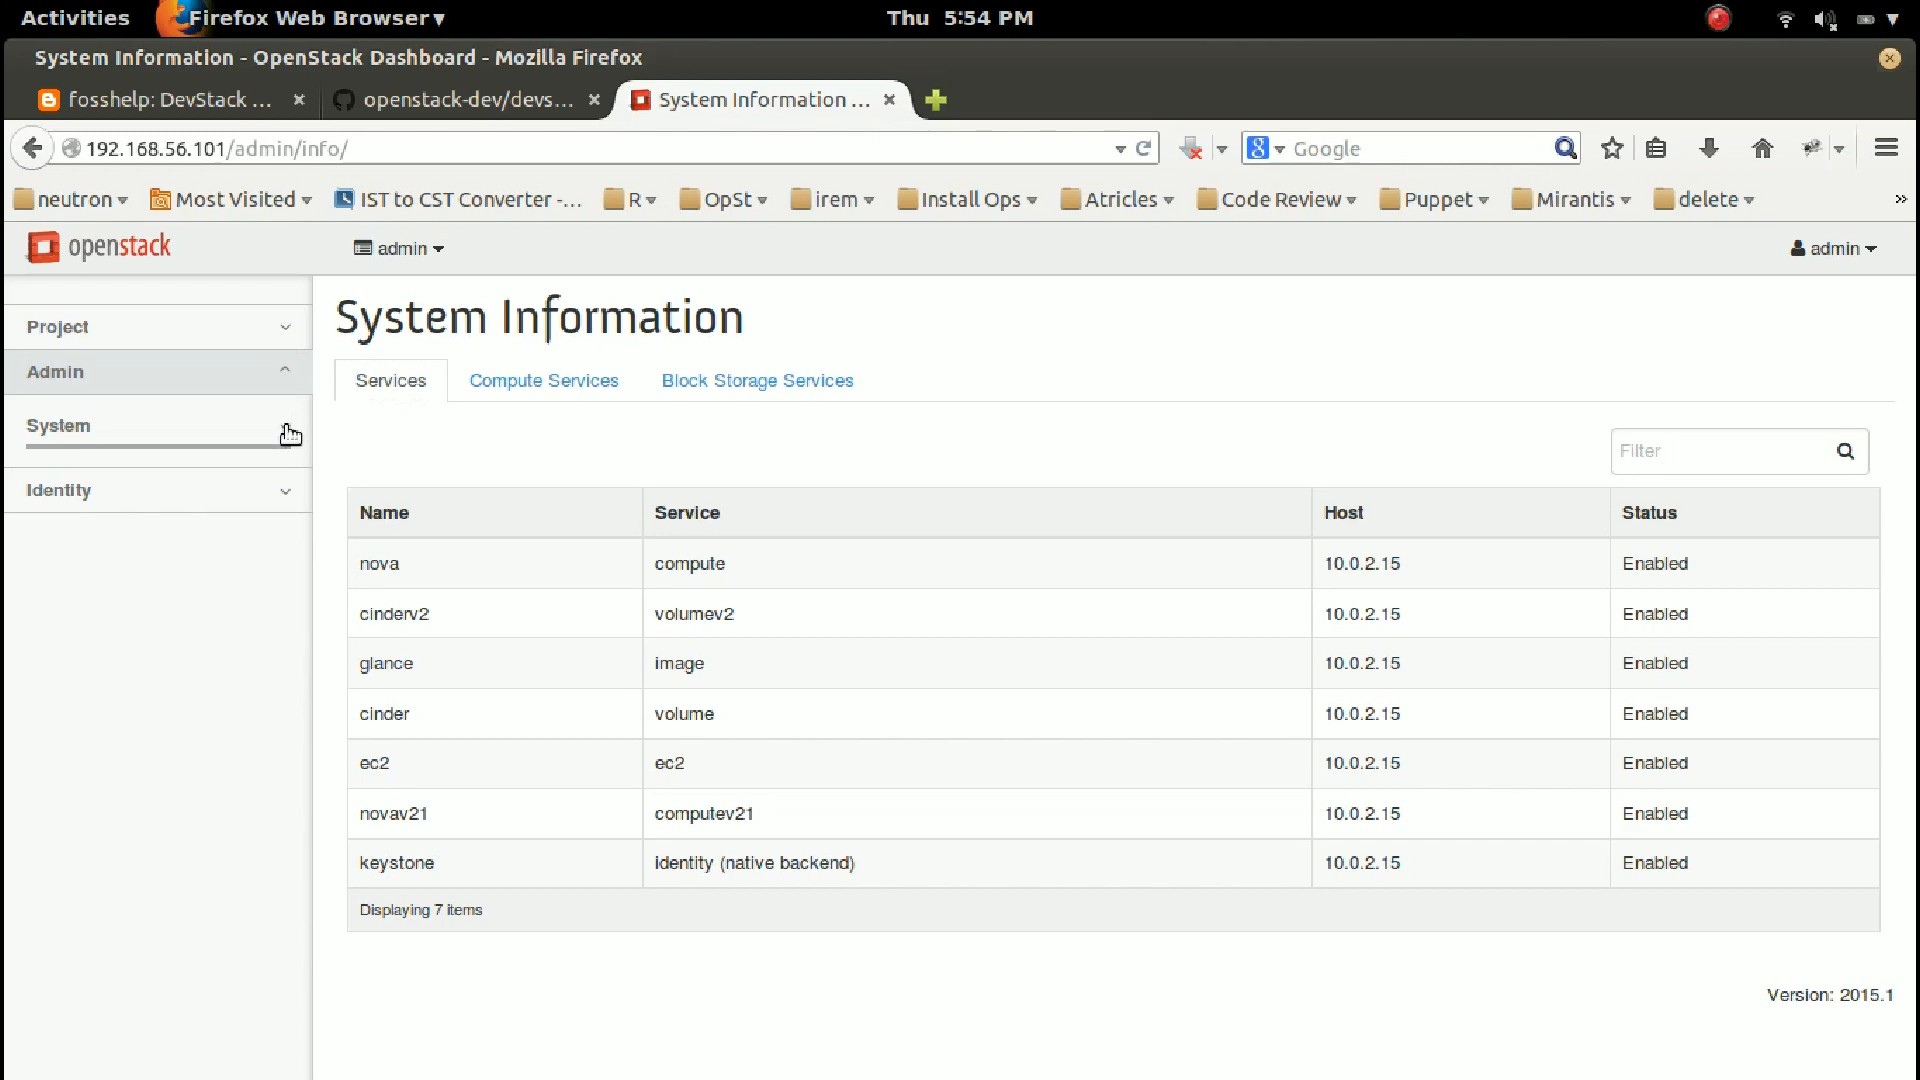 Activities Firefox Web Browser Thu 5:54 PM
System Information - OpenStack Dashboard - Mozilla Firefox
fosshelp: DevStack ... openstack-dev/devs... System Information ...
192.168.56.101/admin/info/ Google
neutron Most Visited IST to CST Converter -... R OpSt irem Install Ops Atricles Code Review Puppet Mirantis delete »
openstack admin admin
Project
Admin
System
Identity
System Information
Services Compute Services Block Storage Services
Filter
Name Service Host Status
nova compute 10.0.2.15 Enabled
cinderv2 volumev2 10.0.2.15 Enabled
glance image 10.0.2.15 Enabled
cinder volume 10.0.2.15 Enabled
ec2 ec2 10.0.2.15 Enabled
novav21 computev21 10.0.2.15 Enabled
keystone identity (native backend) 10.0.2.15 Enabled
Displaying 7 items
Version: 2015.1